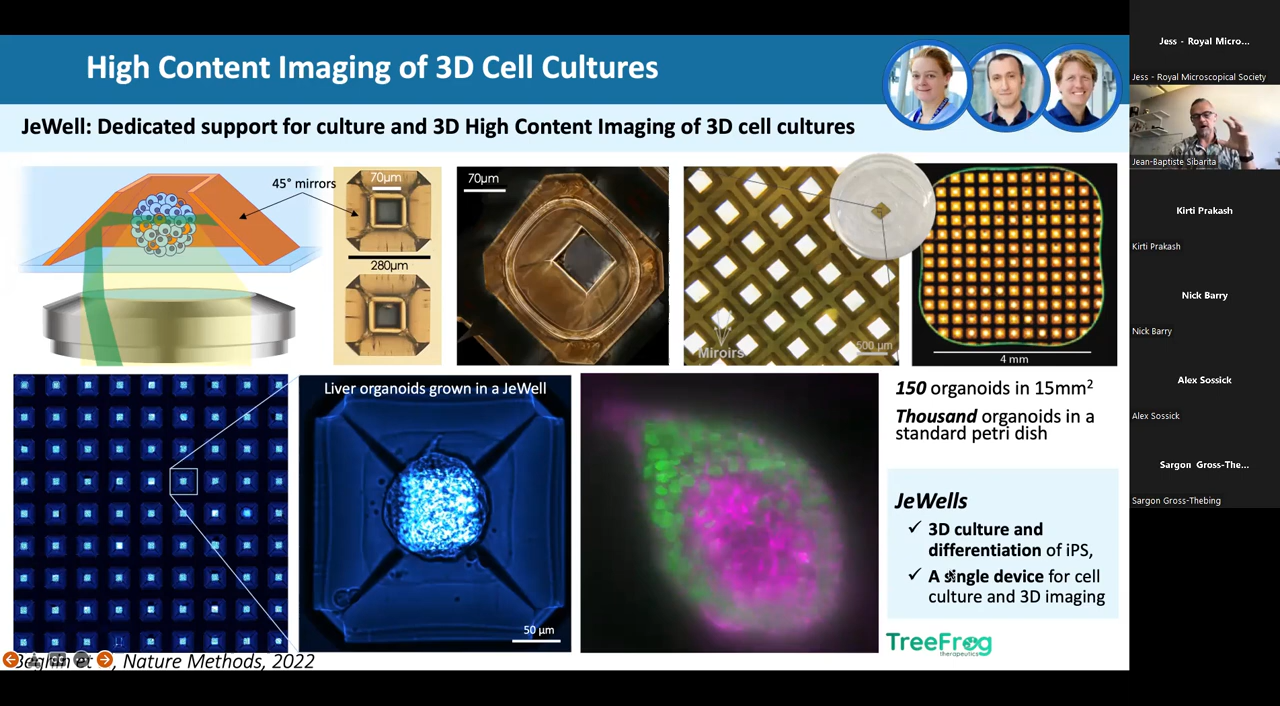 High Content Imaging of 3D Cell Cultures
JeWell: Dedicated support for culture and 3D High Content Imaging of 3D cell cultures
45° mirrors
70µm
280µm
70µm
Miroirs
500 µm
4 mm
Liver organoids grown in a JeWell
50 µm
150 organoids in 15mm2
Thousand organoids in a
standard petri dish
JeWells
✓ 3D culture and
differentiation of iPS,
✓ A single device for cell
culture and 3D imaging
TreeFrog
therapeutics
, Nature Methods, 2022
Jess - Royal Micro...
Jess - Royal Microscopical Society
Jean-Baptiste Sibarita
Kirti Prakash
Kirti Prakash
Nick Barry
Nick Barry
Alex Sossick
Alex Sossick
Sargon Gross-The...
Sargon Gross-Thebing